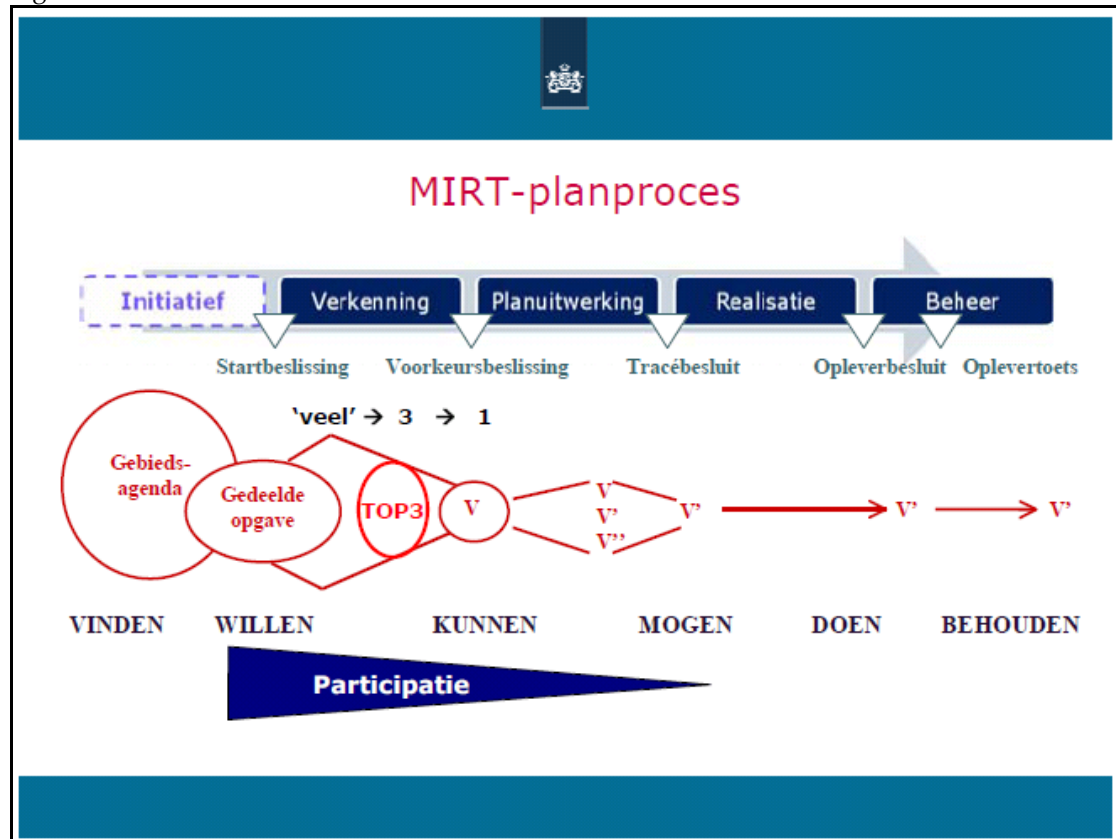 MIRT-planproces
Initiatief
Verkenning
Planuitwerking
Realisatie
Beheer
Startbeslissing
Voorkeursbeslissing
Tracébesluit
Opleverbesluit
Oplevertoets
‘veel’ → 3 → 1
Gebieds-
agenda
Gedeelde
opgave
TOP3
V
V
V’
V’’
V’
V’
V’
VINDEN
WILLEN
KUNNEN
MOGEN
DOEN
BEHOUDEN
Participatie